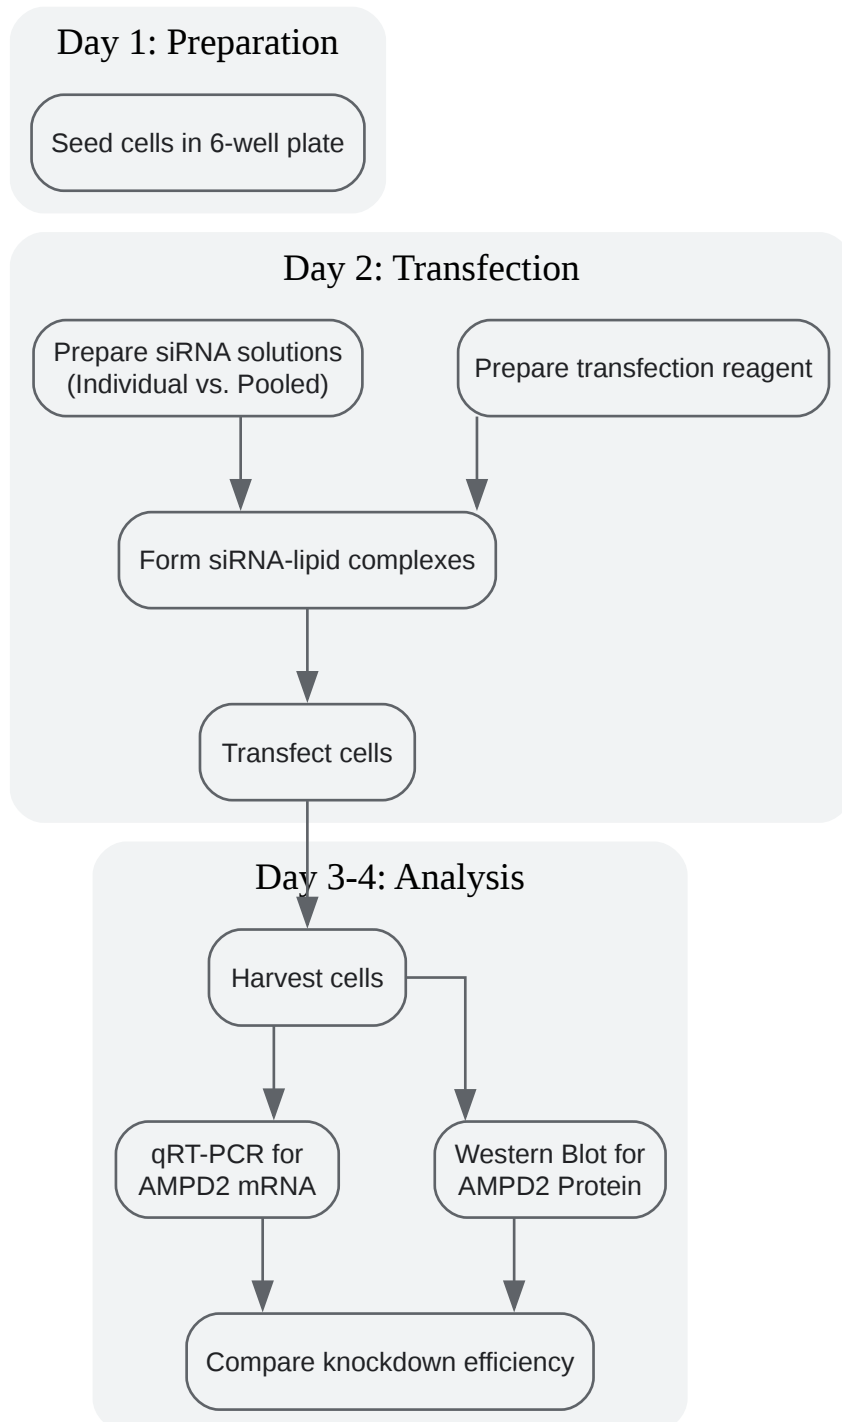 Day 1: Preparation
Seed cells in 6-well plate
Day 2: Transfection
Prepare siRNA solutions
(Individual vs. Pooled)
Prepare transfection reagent
Form siRNA-lipid complexes
Transfect cells
Day 3-4: Analysis
Harvest cells
qRT-PCR for
AMPD2 mRNA
Western Blot for
AMPD2 Protein
Compare knockdown efficiency